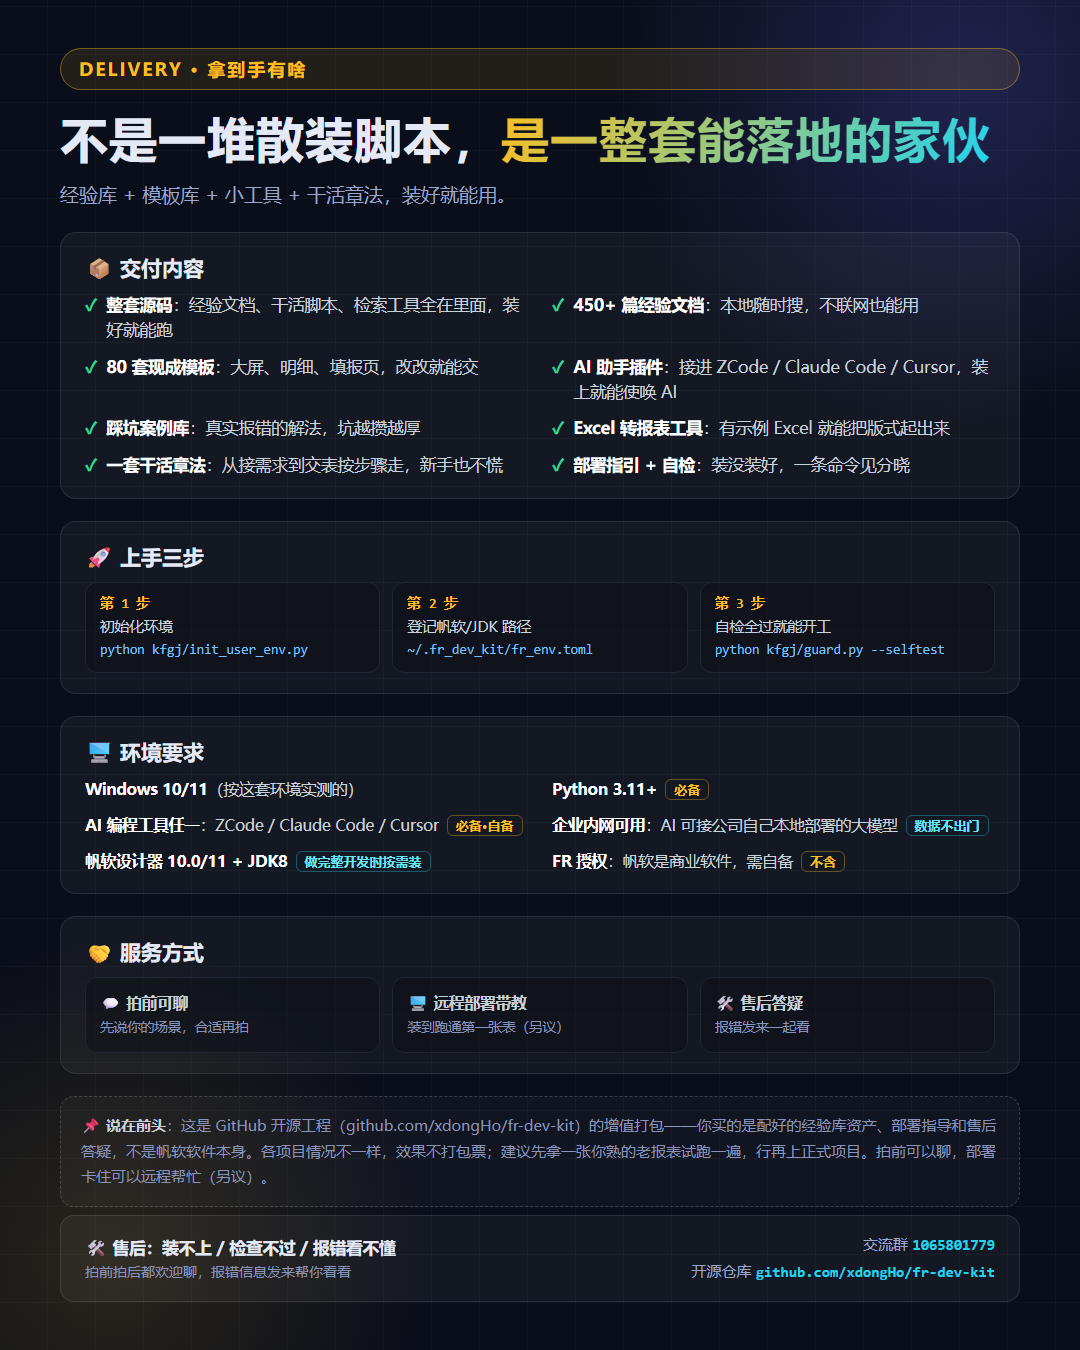 DELIVERY • 拿到手有啥
不是一堆散装脚本，是一整套能落地的家伙
经验库 + 模板库 + 小工具 + 干活章法，装好就能用。
📦 交付内容
✓ 整套源码：经验文档、干活脚本、检索工具全在里面，装
好就能跑
✓ 450+ 篇经验文档：本地随时搜，不联网也能用
✓ 80 套现成模板：大屏、明细、填报页，改改就能交
✓ AI 助手插件：接进 ZCode / Claude Code / Cursor，装
上就能使唤 AI
✓ 踩坑案例库：真实报错的解法，坑越攒越厚
✓ Excel 转报表工具：有示例 Excel 就能把版式起出来
✓ 一套干活章法：从接需求到交表按步骤走，新手也不慌
✓ 部署指引 + 自检：装没装好，一条命令见分晓
🚀 上手三步
第 1 步
初始化环境
python kfgj/init_user_env.py
第 2 步
登记帆软/JDK 路径
~/.fr_dev_kit/fr_env.toml
第 3 步
自检全过就能开工
python kfgj/guard.py --selftest
🖥️ 环境要求
Windows 10/11（按这套环境实测的）
Python 3.11+ 必备
AI 编程工具任一：ZCode / Claude Code / Cursor 必备·自备
企业内网可用：AI 可接公司自己本地部署的大模型 数据不出门
帆软设计器 10.0/11 + JDK8 做完整开发时按需装
FR 授权：帆软是商业软件，需自备 不含
🤝 服务方式
💬 拍前可聊
先说你的场景，合适再拍
🖥️ 远程部署带教
装到跑通第一张表（另议）
🛠️ 售后答疑
报错发来一起看
📌 说在前头：这是 GitHub 开源工程（github.com/xdongHo/fr-dev-kit）的增值打包——你买的是配好的经验库资产、部署指导和售后
答疑，不是帆软软件本身。各项目情况不一样，效果不打包票；建议先拿一张你熟的老报表试跑一遍，行再上正式项目。拍前可以聊，部署
卡住可以远程帮忙（另议）。
🛠️ 售后：装不上 / 检查不过 / 报错看不懂
拍前拍后都欢迎聊，报错信息发来帮你看看
交流群 1065801779
开源仓库 github.com/xdongHo/fr-dev-kit